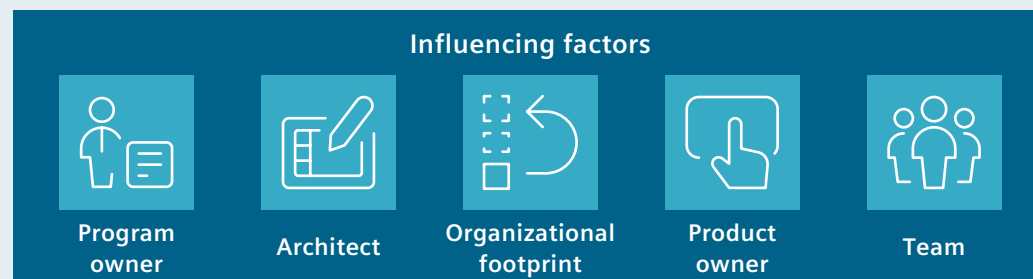 Influencing factors
Program
owner
Architect
Organizational
footprint
Product
owner
Team